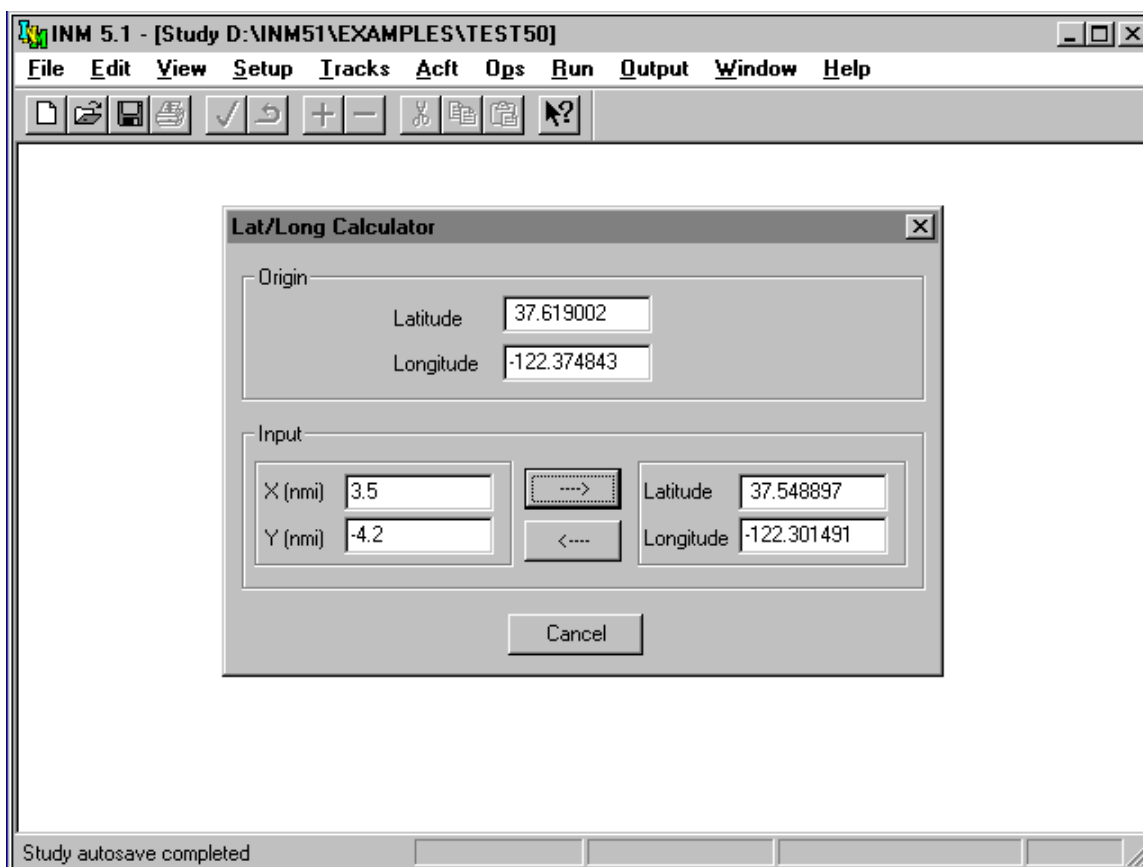 INM 5.1 - [Study D:\INM51\EXAMPLES\TEST50]
File Edit View Setup Tracks Acft Ops Run Output Window Help
Lat/Long Calculator
Origin
Latitude 37.619002
Longitude -122.374843
Input
X (nmi) 3.5 ----> Latitude 37.548897
Y (nmi) -4.2 <---- Longitude -122.301491
Cancel
Study autosave completed